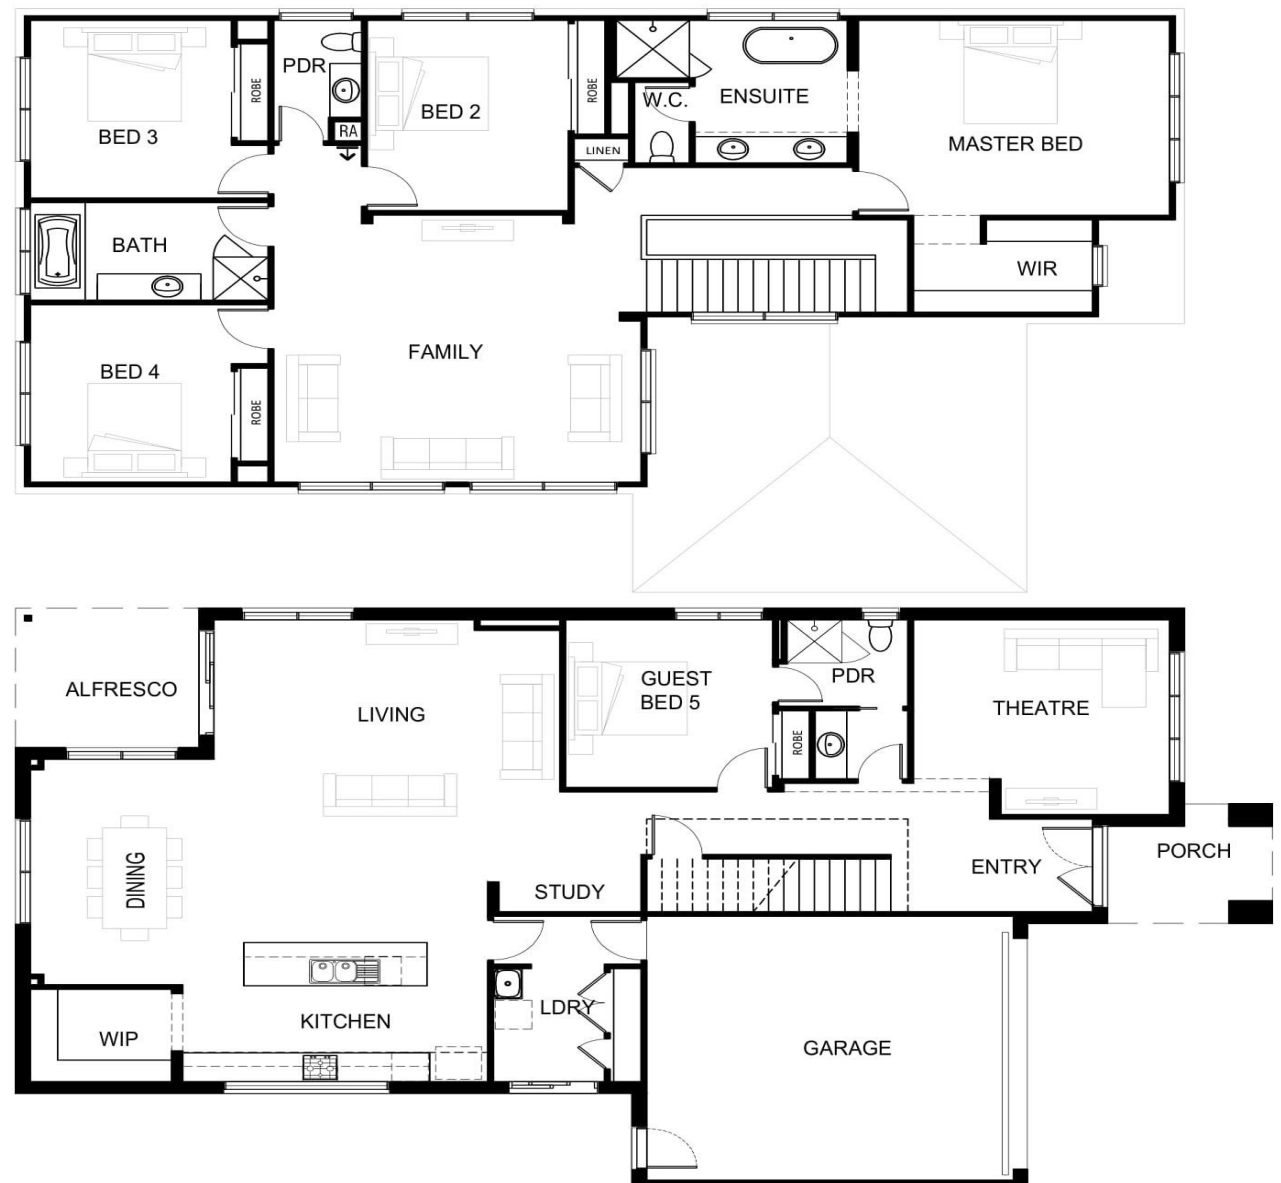 PDR
ROBE
BED 3
RA
BED 2
ROBE
W.C.
ENSUITE
LINEN
MASTER BED
BATH
WIR
FAMILY
BED 4
ROBE
ALFRESCO
LIVING
GUEST
BED 5
PDR
ROBE
THEATRE
DINING
STUDY
ENTRY
PORCH
WIP
KITCHEN
LDRY
GARAGE